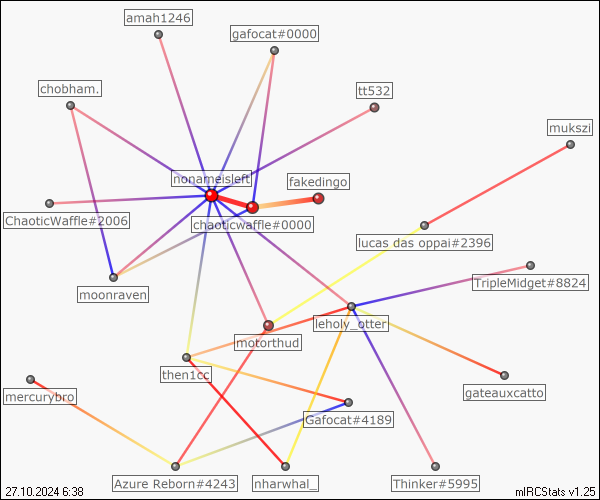 amah1246
gafocat#0000
chobham.
tt532
mukszi
nonameisleft
fakedingo
ChaoticWaffle#2006
chaoticwaffle#0000
lucas das oppai#2396
TripleMidget#8824
moonraven
leholy_otter
motorthud
then1cc
gateauxcatto
mercurybro
Gafocat#4189
Azure Reborn#4243
nharwhal_
Thinker#5995
27.10.2024 6:38
mIRCStats v1.25